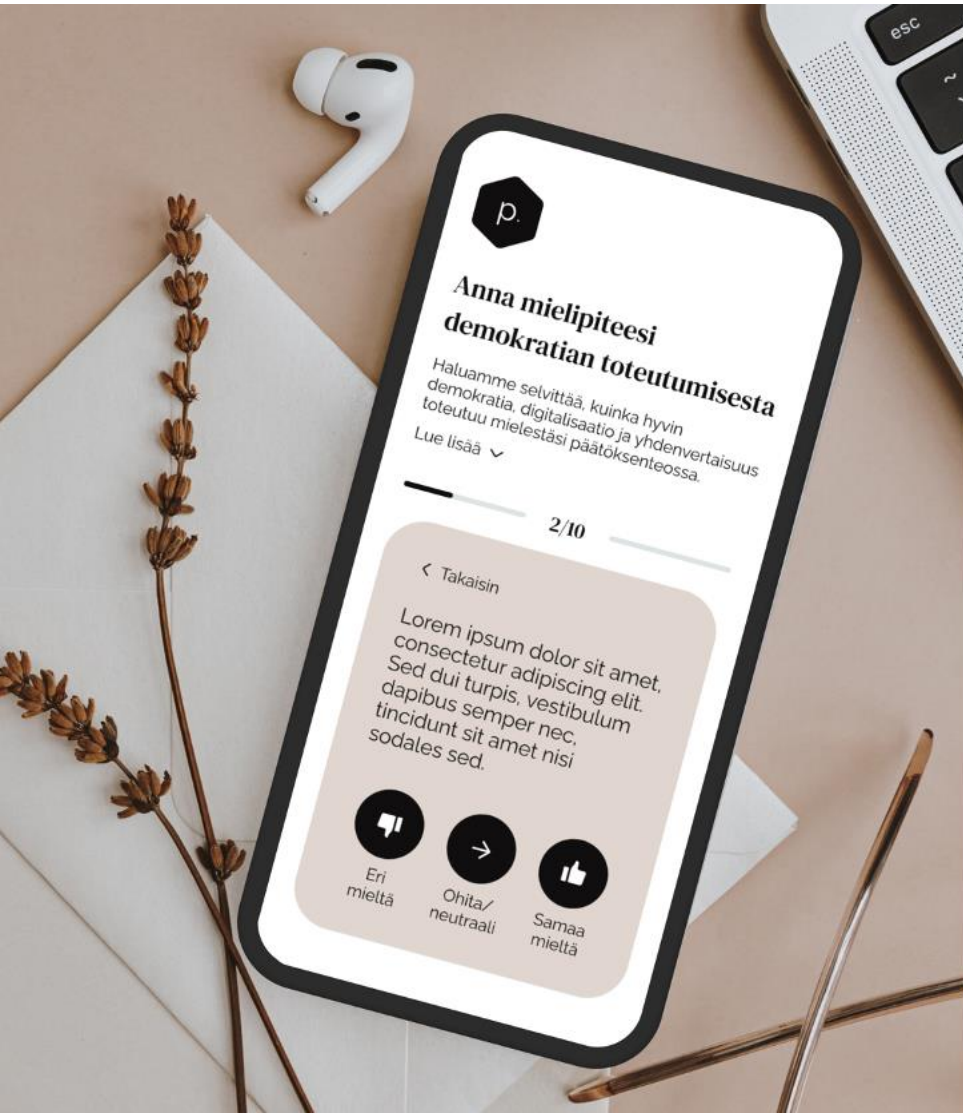 esc
~
p.
Anna mielipiteesi
demokratian toteutumisesta
Haluamme selvittää, kuinka hyvin
demokratia, digitalisaatio ja yhdenvertaisuus
toteutuu mielestäsi päätöksenteossa.
Lue lisää
2/10
Takaisin
Lorem ipsum dolor sit amet,
consectetur adipiscing elit.
Sed dui turpis, vestibulum
dapibus semper nec,
tincidunt sit amet nisi
sodales sed.
Eri
mieltä
Ohita/
neutraali
Samaa
mieltä